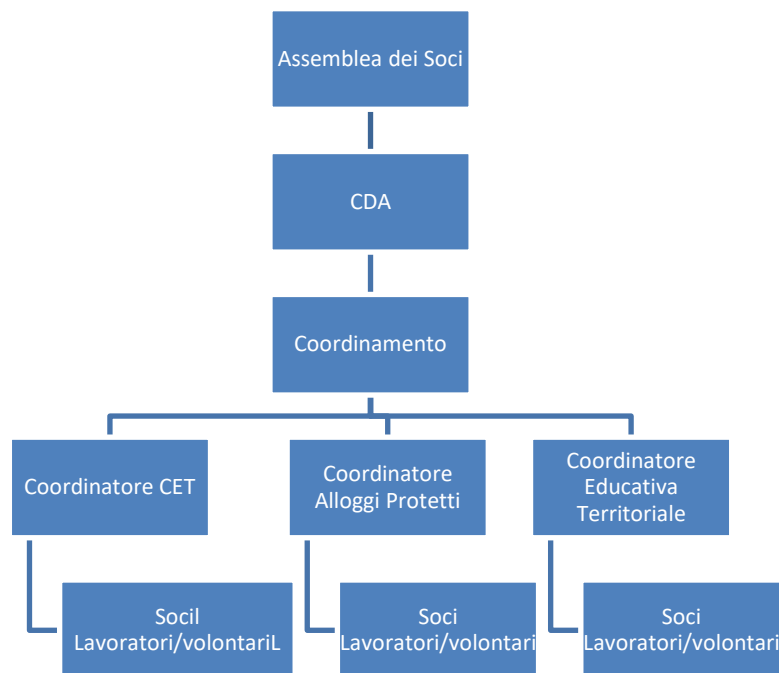 Assemblea dei Soci
CDA
Coordinamento
Coordinatore CET
Coordinatore
Alloggi Protetti
Coordinatore
Educativa
Territoriale
Socil
Lavoratori/volontariL
Soci
Lavoratori/volontari
Soci
Lavoratori/volontari